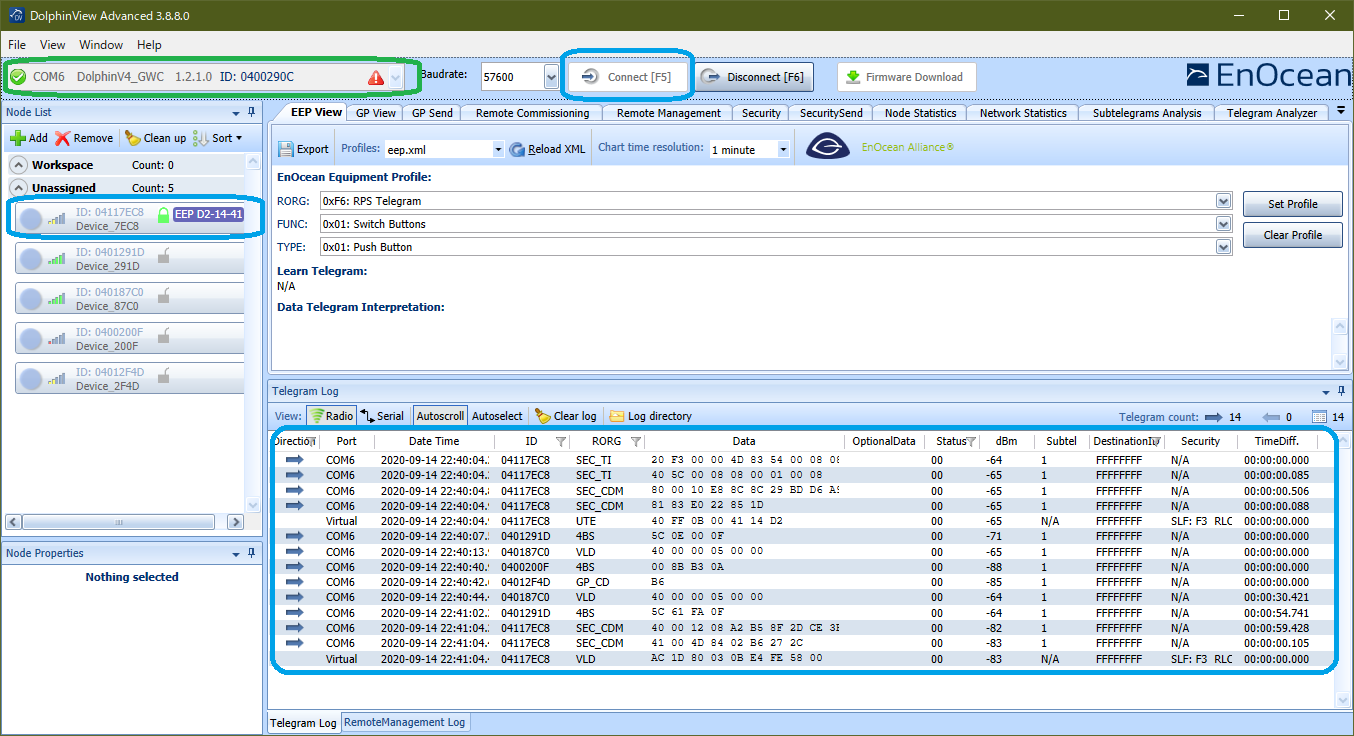 DolphinView Advanced 3.8.8.0
File View Window Help
COM6 DolphinV4_GWC 1.2.1.0 ID: 0400290C
Baudrate: 57600 Connect [F5] Disconnect [F6] Firmware Download EnOcean
Node List
Add Remove Clean up Sort
Workspace Count: 0
Unassigned Count: 5
ID: 04117EC8 EEP D2-14-41
Device_7EC8
ID: 0401291D
Device_291D
ID: 040187C0
Device_87C0
ID: 0400200F
Device_200F
ID: 04012F4D
Device_2F4D
Node Properties
Nothing selected
EEP View GP View GP Send Remote Commissioning Remote Management Security SecuritySend Node Statistics Network Statistics Subtelegrams Analysis Telegram Analyzer
Export Profiles: eep.xml Reload XML Chart time resolution: 1 minute EnOcean Alliance®
EnOcean Equipment Profile:
RORG: 0xF6: RPS Telegram Set Profile
FUNC: 0x01: Switch Buttons
TYPE: 0x01: Push Button Clear Profile
Learn Telegram:
N/A
Data Telegram Interpretation:
Telegram Log
View: Radio Serial Autoscroll Autoselect Clear log Log directory Telegram count: 14 0 14
Direction Port Date Time ID RORG Data OptionalData Status dBm Subtel Destination Security TimeDiff.
COM6 2020-09-14 22:40:04. 04117EC8 SEC_TI 20 F3 00 00 4D 83 54 00 08 08 00 -64 1 FFFFFFFF N/A 00:00:00.000
COM6 2020-09-14 22:40:04. 04117EC8 SEC_TI 40 5C 00 08 08 00 01 00 08 00 -65 1 FFFFFFFF N/A 00:00:00.085
COM6 2020-09-14 22:40:04. 04117EC8 SEC_CDM 80 00 10 E8 8C 8C 29 BD D6 00 -65 1 FFFFFFFF N/A 00:00:00.506
COM6 2020-09-14 22:40:04. 04117EC8 SEC_CDM 81 83 E0 22 85 1D 00 -65 1 FFFFFFFF N/A 00:00:00.088
Virtual 2020-09-14 22:40:04. 04117EC8 UTE 40 FF 0B 00 41 14 D2 00 -65 N/A FFFFFFFF SLF: F3 RLC 00:00:00.000
COM6 2020-09-14 22:40:07. 0401291D 4BS 5C 0E 00 0F 00 -71 1 FFFFFFFF N/A 00:00:00.000
COM6 2020-09-14 22:40:13. 040187C0 VLD 40 00 00 05 00 00 00 -65 1 FFFFFFFF N/A 00:00:00.000
COM6 2020-09-14 22:40:40. 0400200F 4BS 00 8B B3 0A 00 -88 1 FFFFFFFF N/A 00:00:00.000
COM6 2020-09-14 22:40:42. 04012F4D GP_CD B6 00 -85 1 FFFFFFFF N/A 00:00:00.000
COM6 2020-09-14 22:40:44. 040187C0 VLD 40 00 00 05 00 00 00 -64 1 FFFFFFFF N/A 00:00:30.421
COM6 2020-09-14 22:41:02. 0401291D 4BS 5C 61 FA 0F 00 -64 1 FFFFFFFF N/A 00:00:54.741
COM6 2020-09-14 22:41:04. 04117EC8 SEC_CDM 40 00 12 08 A2 B5 8F 2D CE 00 -82 1 FFFFFFFF N/A 00:00:59.428
COM6 2020-09-14 22:41:04. 04117EC8 SEC_CDM 41 00 4D 84 02 B6 27 2C 00 -83 1 FFFFFFFF N/A 00:00:00.105
Virtual 2020-09-14 22:41:04. 04117EC8 VLD AC 1D 80 03 0B E4 FE 58 00 00 -83 N/A FFFFFFFF SLF: F3 RLC 00:00:00.000
Telegram Log RemoteManagement Log